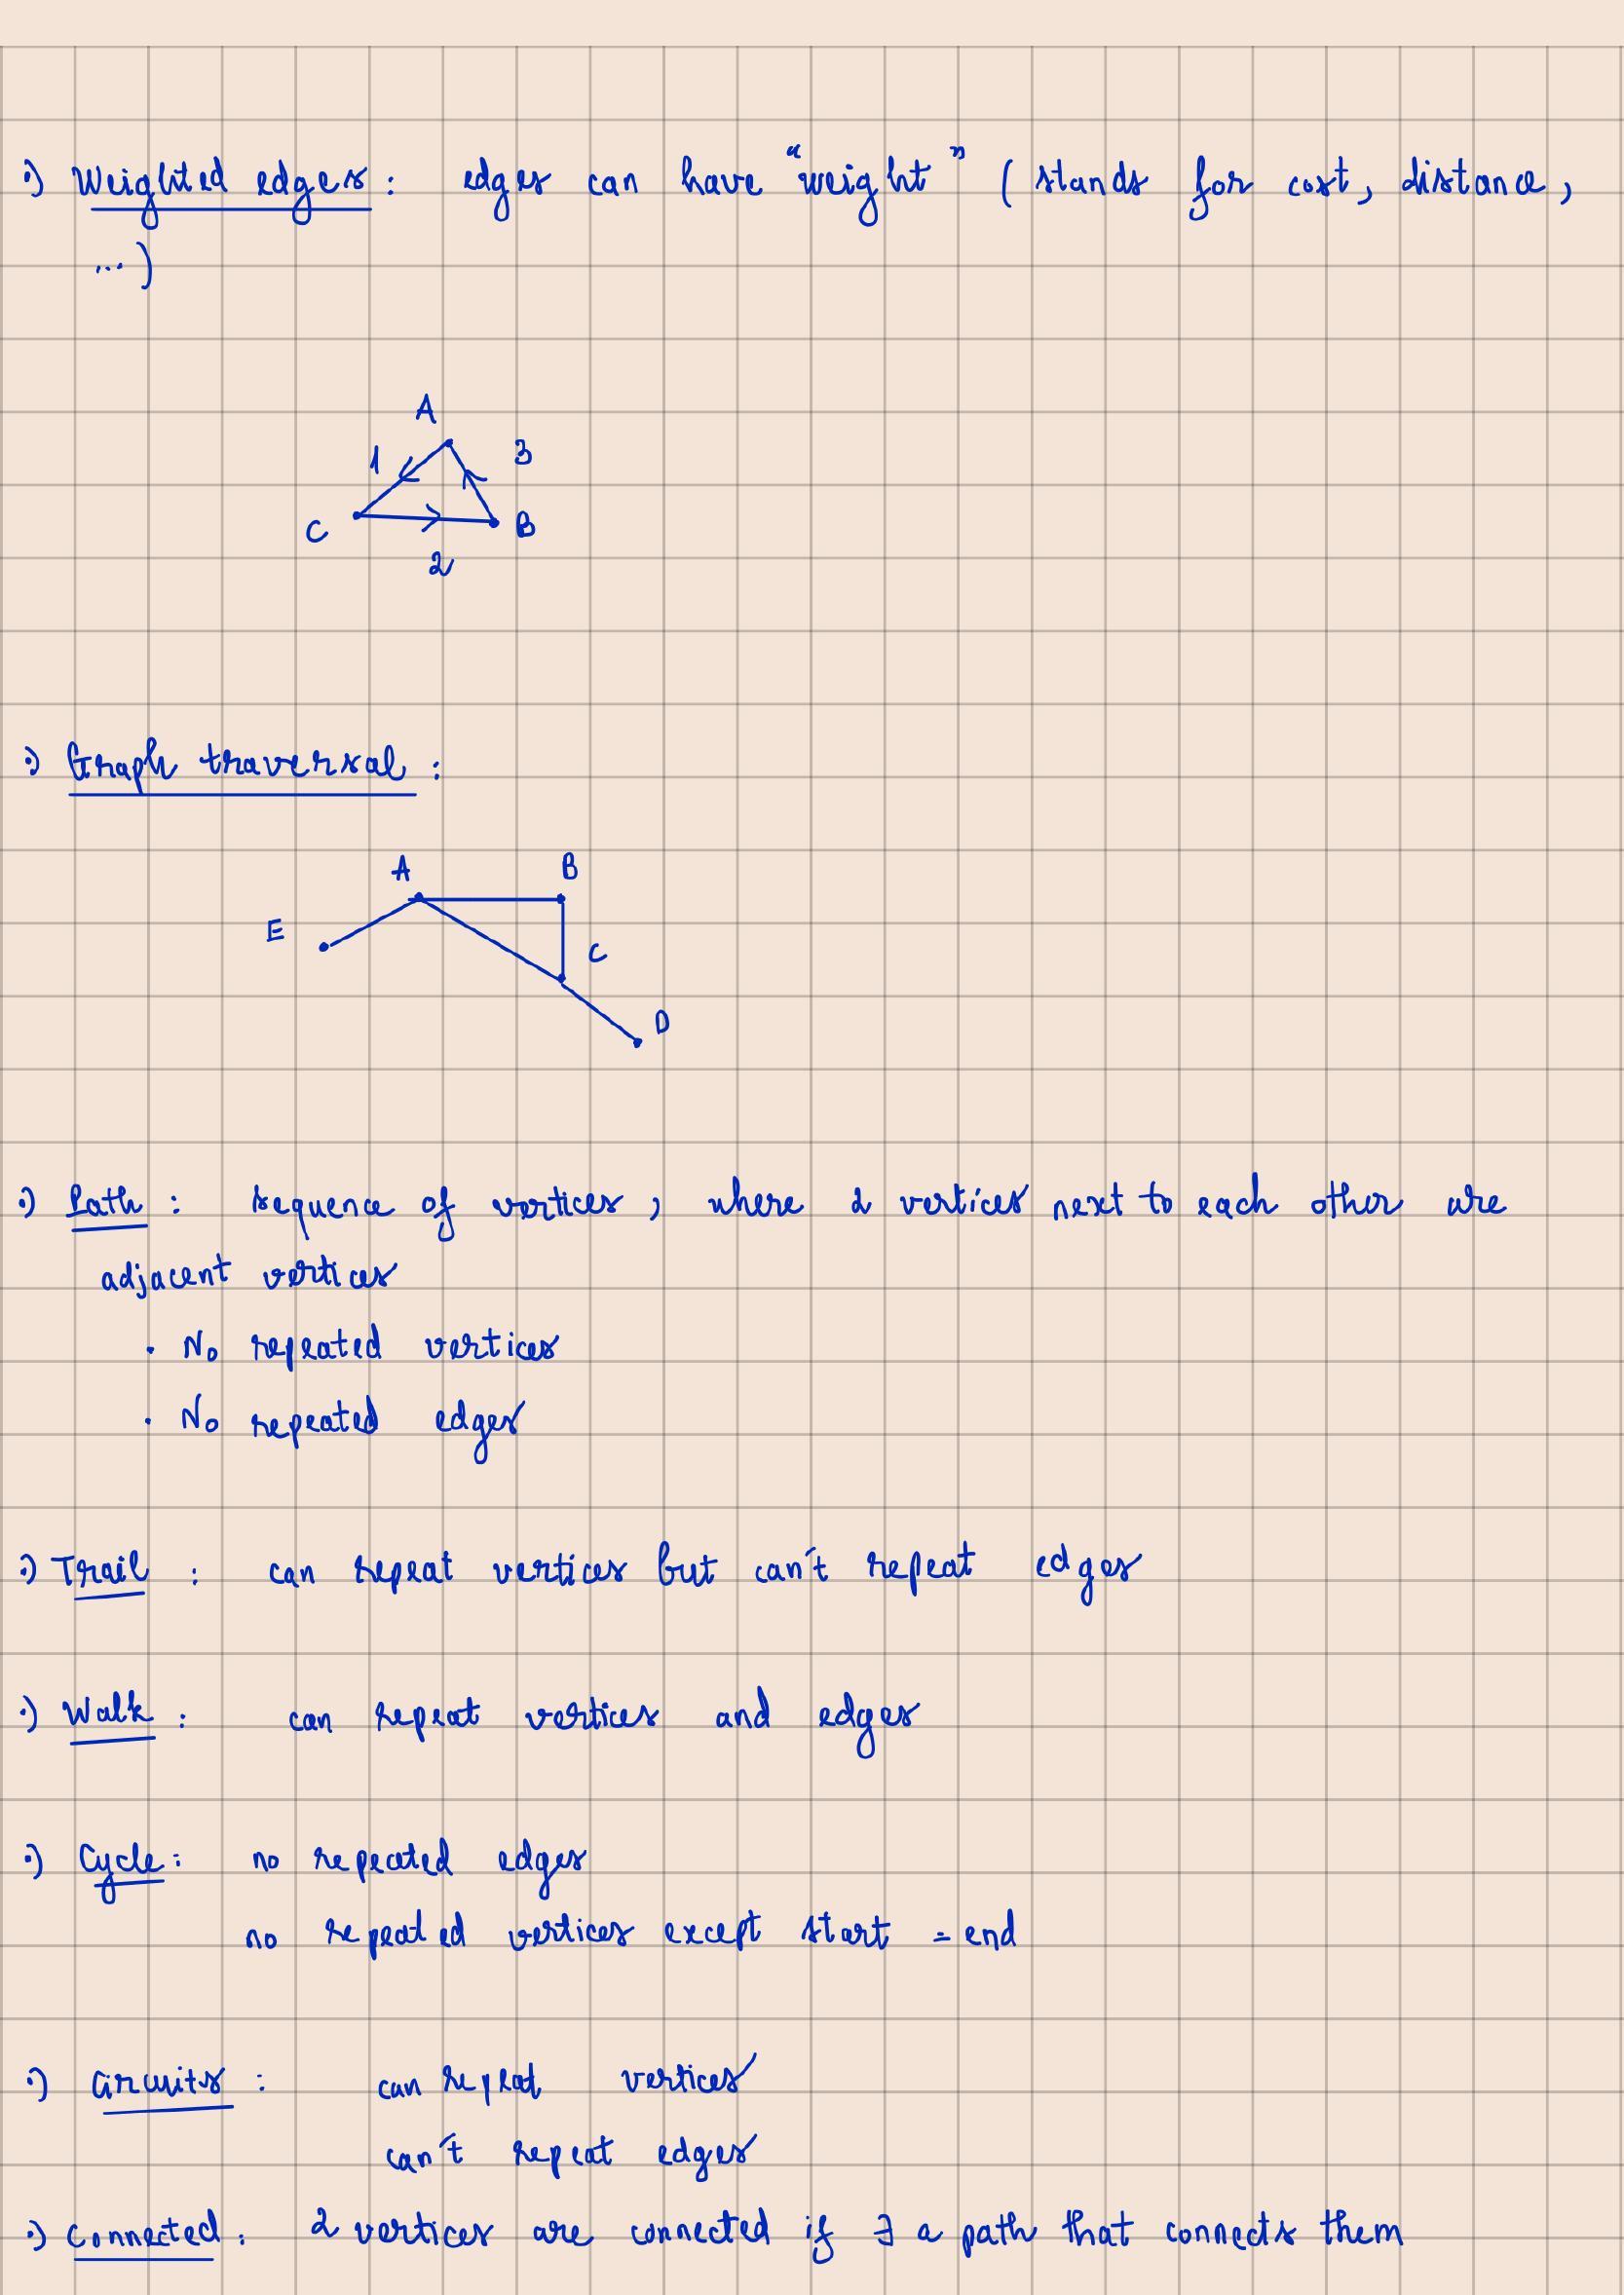 :) Weighted edges : edges can have "weight" ( stands for cost, distance,
... )
A
1 3
C B
2
:) Graph traversal :
A B
E
C
D
:) Path : sequence of vertices, where 2 vertices next to each other are
adjacent vertices
· No repeated vertices
· No repeated edges
:) Trail : can repeat vertices but can't repeat edges
:) Walk : can repeat vertices and edges
:) Cycle : no repeated edges
no repeated vertices except start = end
:) Circuits : can repeat vertices
can't repeat edges
:) Connected : 2 vertices are connected if ∃ a path that connects them